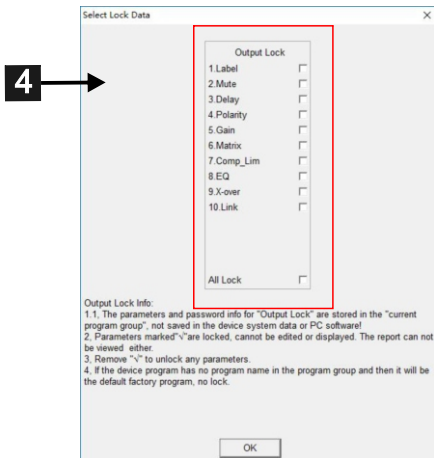 Select Lock Data
4
Output Lock
1.Label
2.Mute
3.Delay
4.Polarity
5.Gain
6.Matrix
7.Comp_Lim
8.EQ
9.X-over
10.Link
All Lock
Output Lock Info:
1.1, The parameters and password info for "Output Lock" are stored in the "current
program group", not saved in the device system data or PC software!
2, Parameters marked"√"are locked, cannot be edited or displayed. The report can not
be viewed either.
3, Remove "√" to unlock any parameters.
4, If the device program has no program name in the program group and then it will be
the default factory program, no lock.
OK